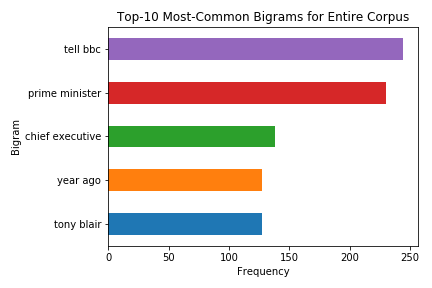 Top-10 Most-Common Bigrams for Entire Corpus
tell bbc
prime minister
chief executive
year ago
tony blair
Bigram
0 50 100 150 200 250
Frequency